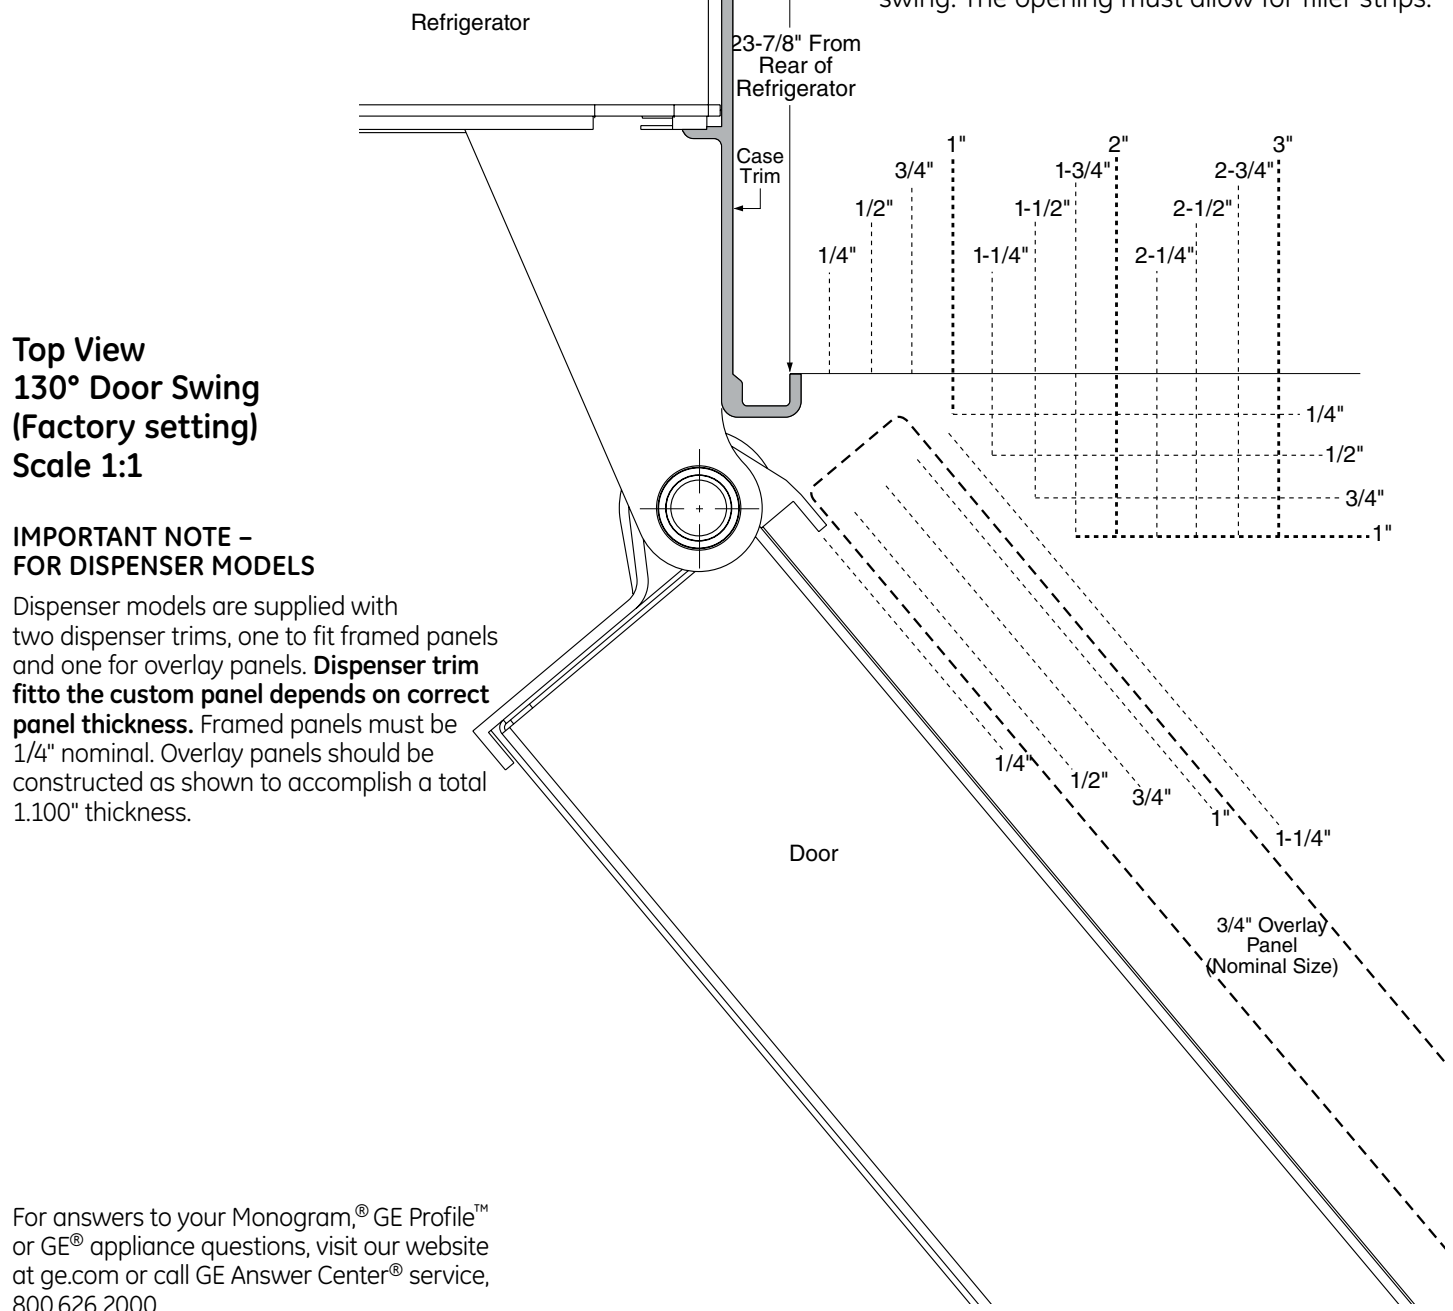 swing. The opening must allow for filler strips.
Refrigerator
23-7/8" From
Rear of
Refrigerator
Case
Trim
1"
2"
3"
3/4"
1-3/4"
2-3/4"
1/2"
1-1/2"
2-1/2"
1/4"
1-1/4"
2-1/4"
1/4"
1/2"
3/4"
1"
Top View
130° Door Swing
(Factory setting)
Scale 1:1
IMPORTANT NOTE –
FOR DISPENSER MODELS
Dispenser models are supplied with
two dispenser trims, one to fit framed panels
and one for overlay panels. Dispenser trim
fitto the custom panel depends on correct
panel thickness. Framed panels must be
1/4" nominal. Overlay panels should be
constructed as shown to accomplish a total
1.100" thickness.
1/4"
1/2"
3/4"
1"
1-1/4"
Door
3/4" Overlay
Panel
(Nominal Size)
For answers to your Monogram,® GE Profile™
or GE® appliance questions, visit our website
at ge.com or call GE Answer Center® service,
800.626.2000